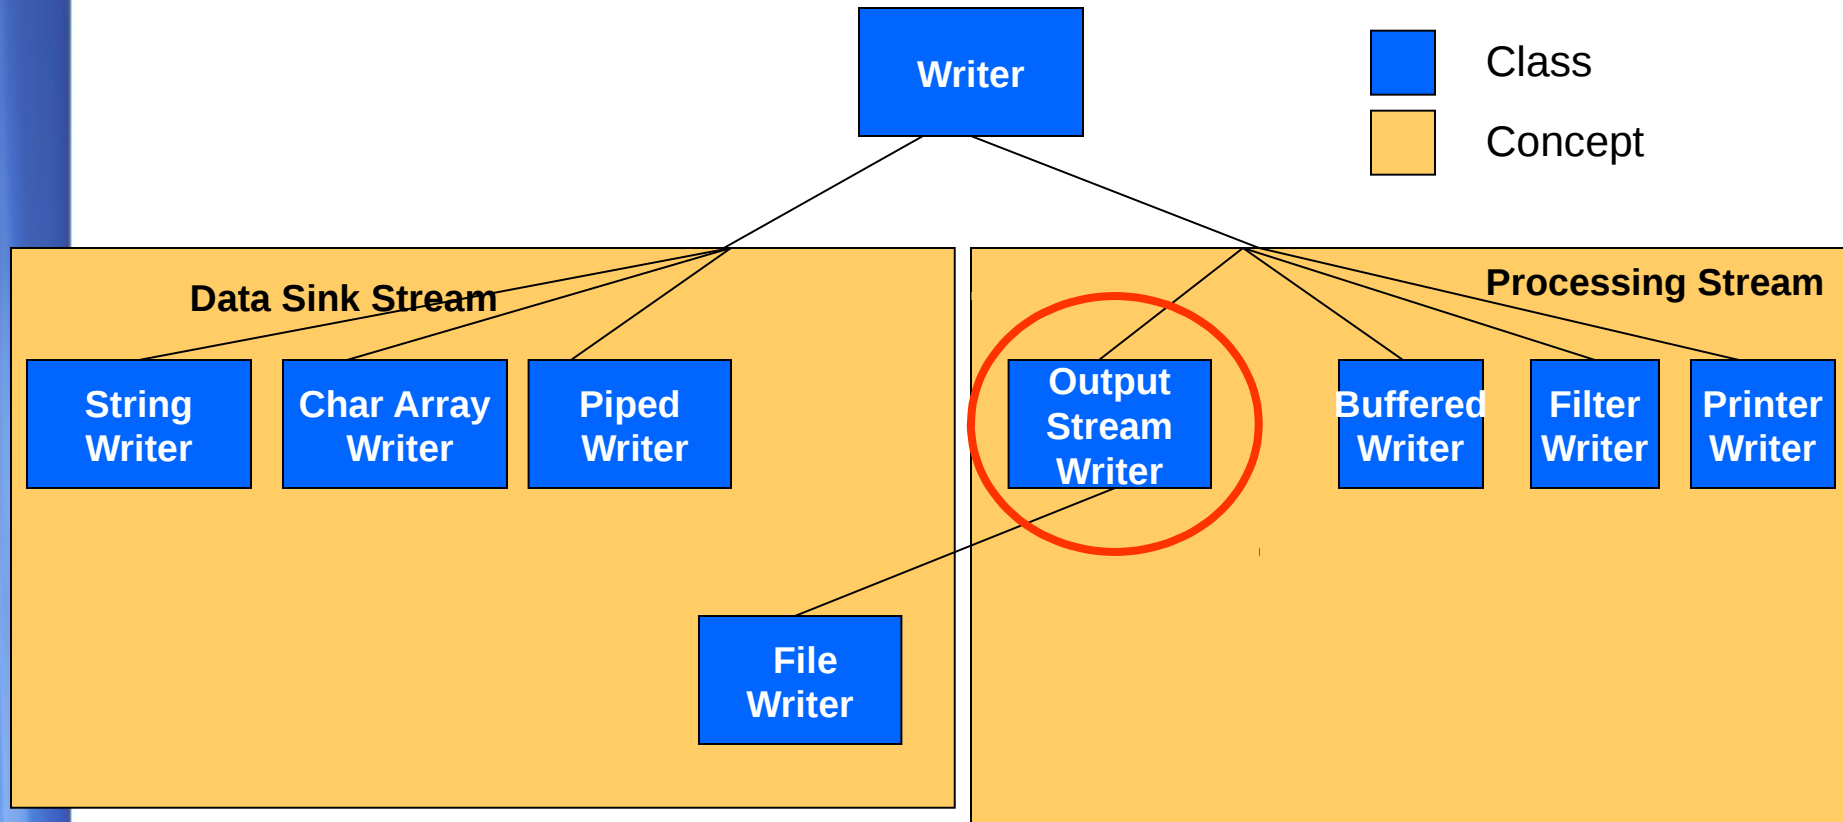 Writer
Class
Concept
Data Sink Stream
Processing Stream
String
Writer
Char Array
Writer
Piped
Writer
Output
Stream
Writer
Buffered
Writer
Filter
Writer
Printer
Writer
File
Writer